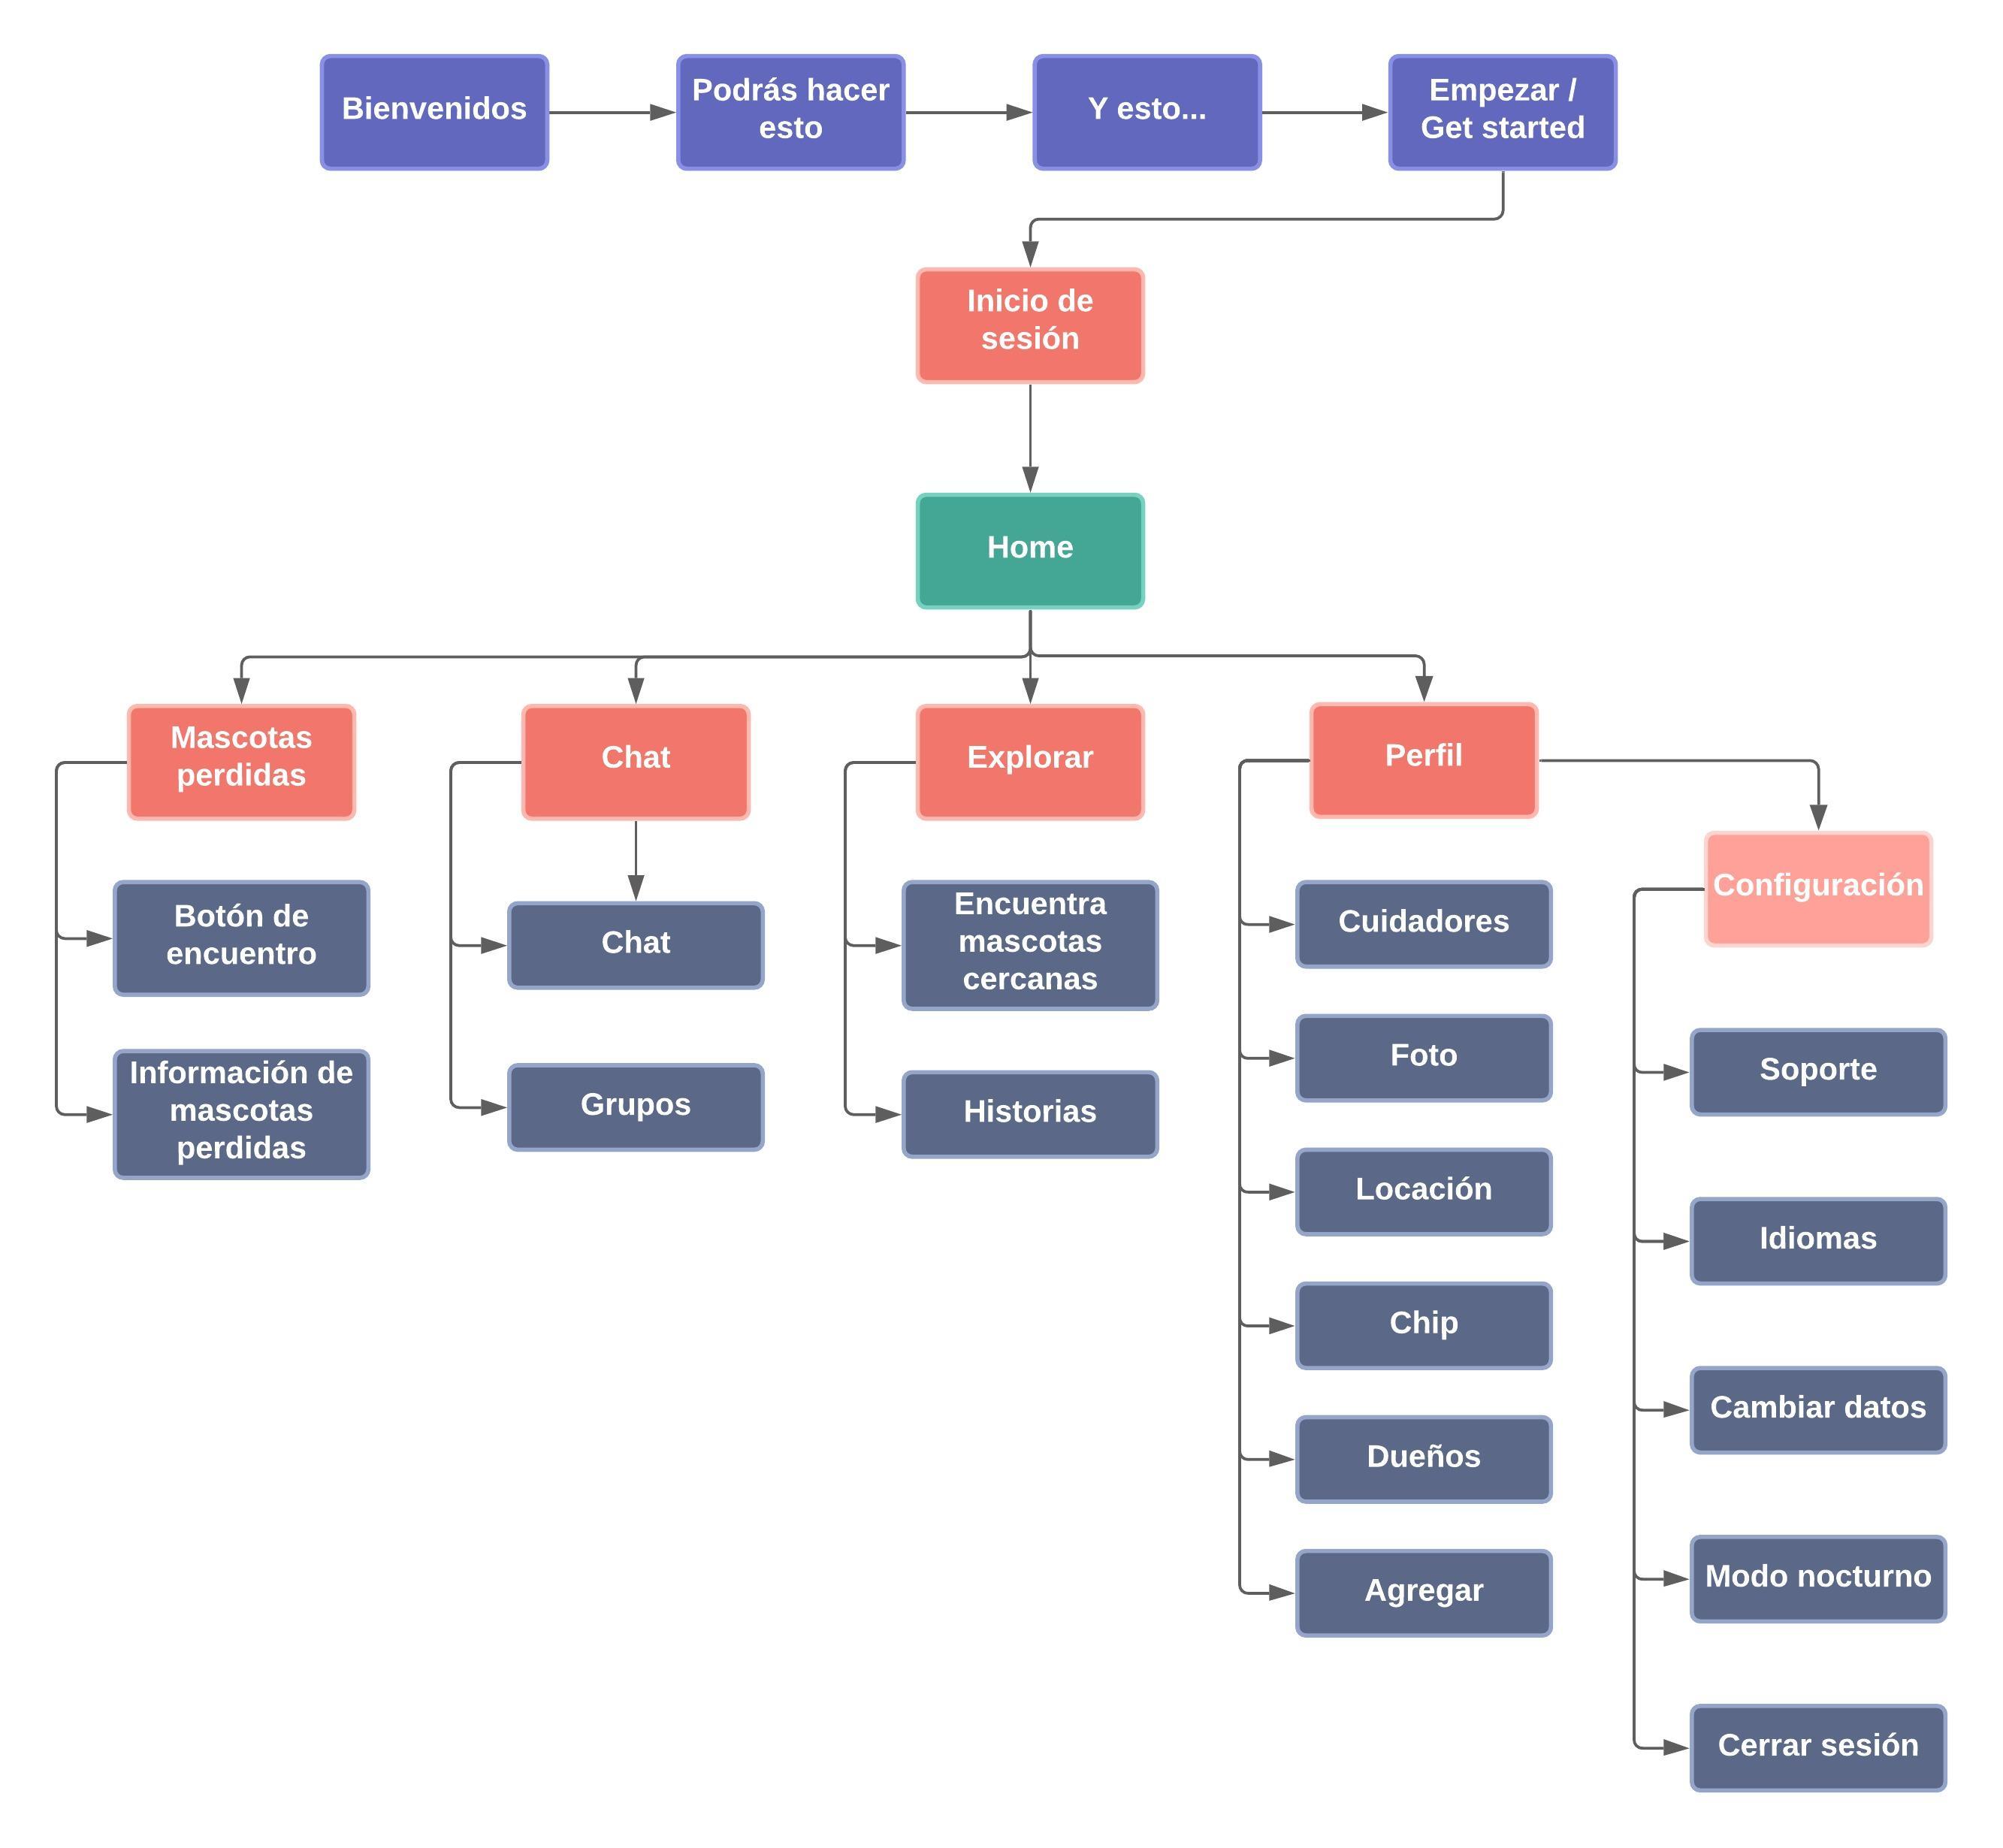 Bienvenidos
Podrás hacer
esto
Y esto...
Empezar /
Get started
Inicio de
sesión
Home
Mascotas
perdidas
Chat
Explorar
Perfil
Configuración
Botón de
encuentro
Información de
mascotas
perdidas
Chat
Grupos
Encuentra
mascotas
cercanas
Historias
Cuidadores
Foto
Locación
Chip
Dueños
Agregar
Soporte
Idiomas
Cambiar datos
Modo nocturno
Cerrar sesión